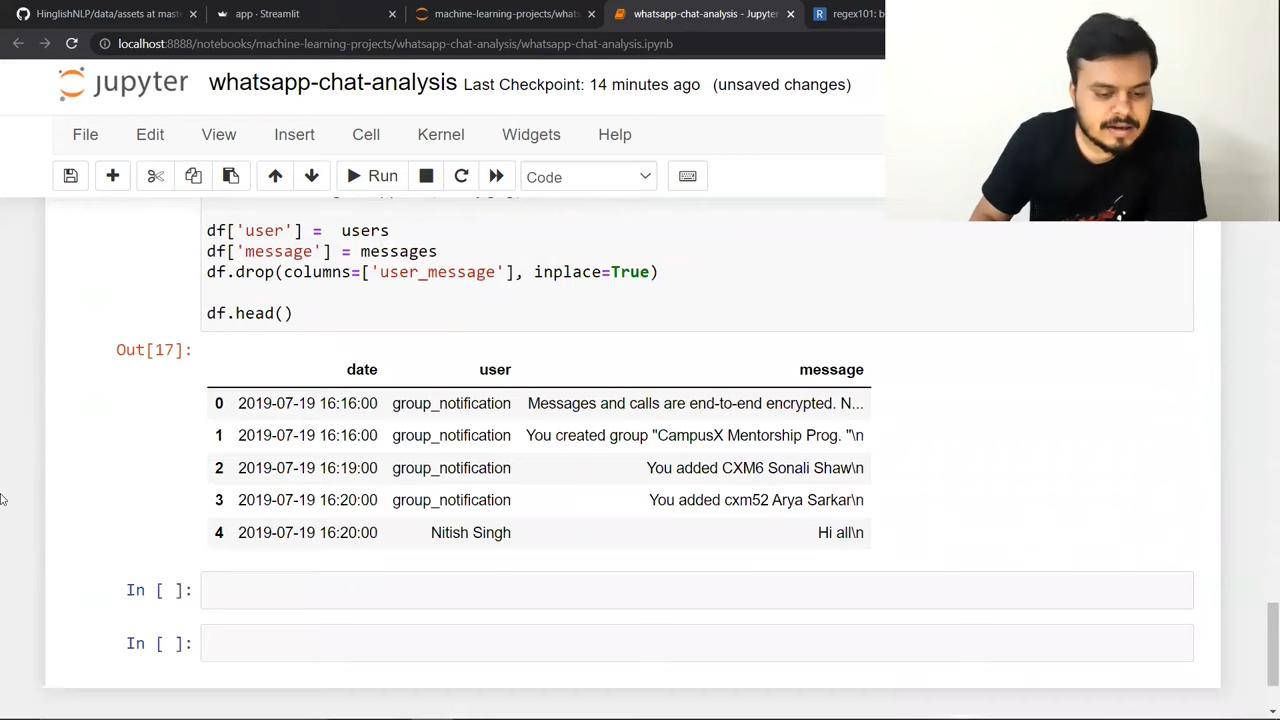 HinglishNLP/data/assets at mast
app · Streamlit
machine-learning-projects/whats
whatsapp-chat-analysis - Jupyter
regex101: b
localhost:8888/notebooks/machine-learning-projects/whatsapp-chat-analysis/whatsapp-chat-analysis.ipynb
jupyter whatsapp-chat-analysis Last Checkpoint: 14 minutes ago (unsaved changes)
File Edit View Insert Cell Kernel Widgets Help
Run Code
df['user'] = users
df['message'] = messages
df.drop(columns=['user_message'], inplace=True)
df.head()
Out[17]:
date user message
0 2019-07-19 16:16:00 group_notification Messages and calls are end-to-end encrypted. N...
1 2019-07-19 16:16:00 group_notification You created group "CampusX Mentorship Prog. "\n
2 2019-07-19 16:19:00 group_notification You added CXM6 Sonali Shaw\n
3 2019-07-19 16:20:00 group_notification You added cxm52 Arya Sarkar\n
4 2019-07-19 16:20:00 Nitish Singh Hi all\n
In [ ]:
In [ ]: